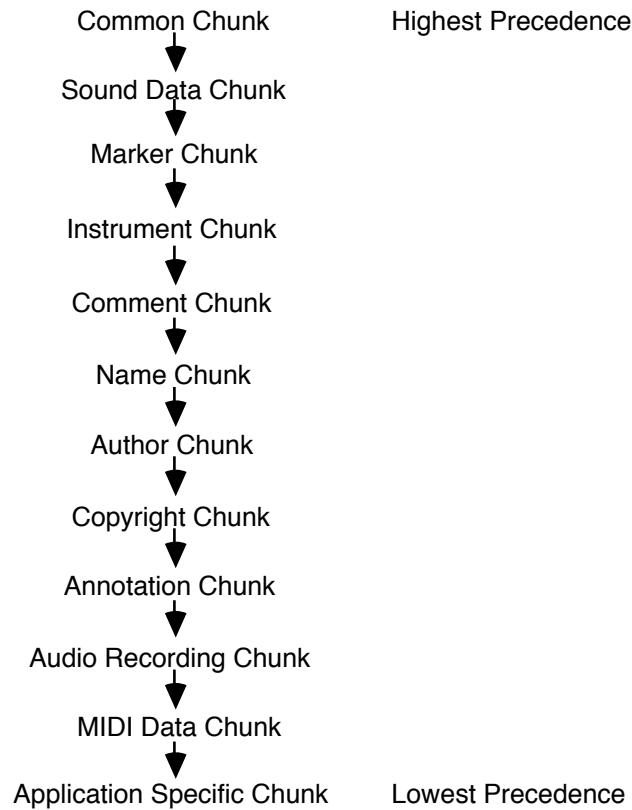 Common Chunk Highest Precedence
Sound Data Chunk
Marker Chunk
Instrument Chunk
Comment Chunk
Name Chunk
Author Chunk
Copyright Chunk
Annotation Chunk
Audio Recording Chunk
MIDI Data Chunk
Application Specific Chunk Lowest Precedence